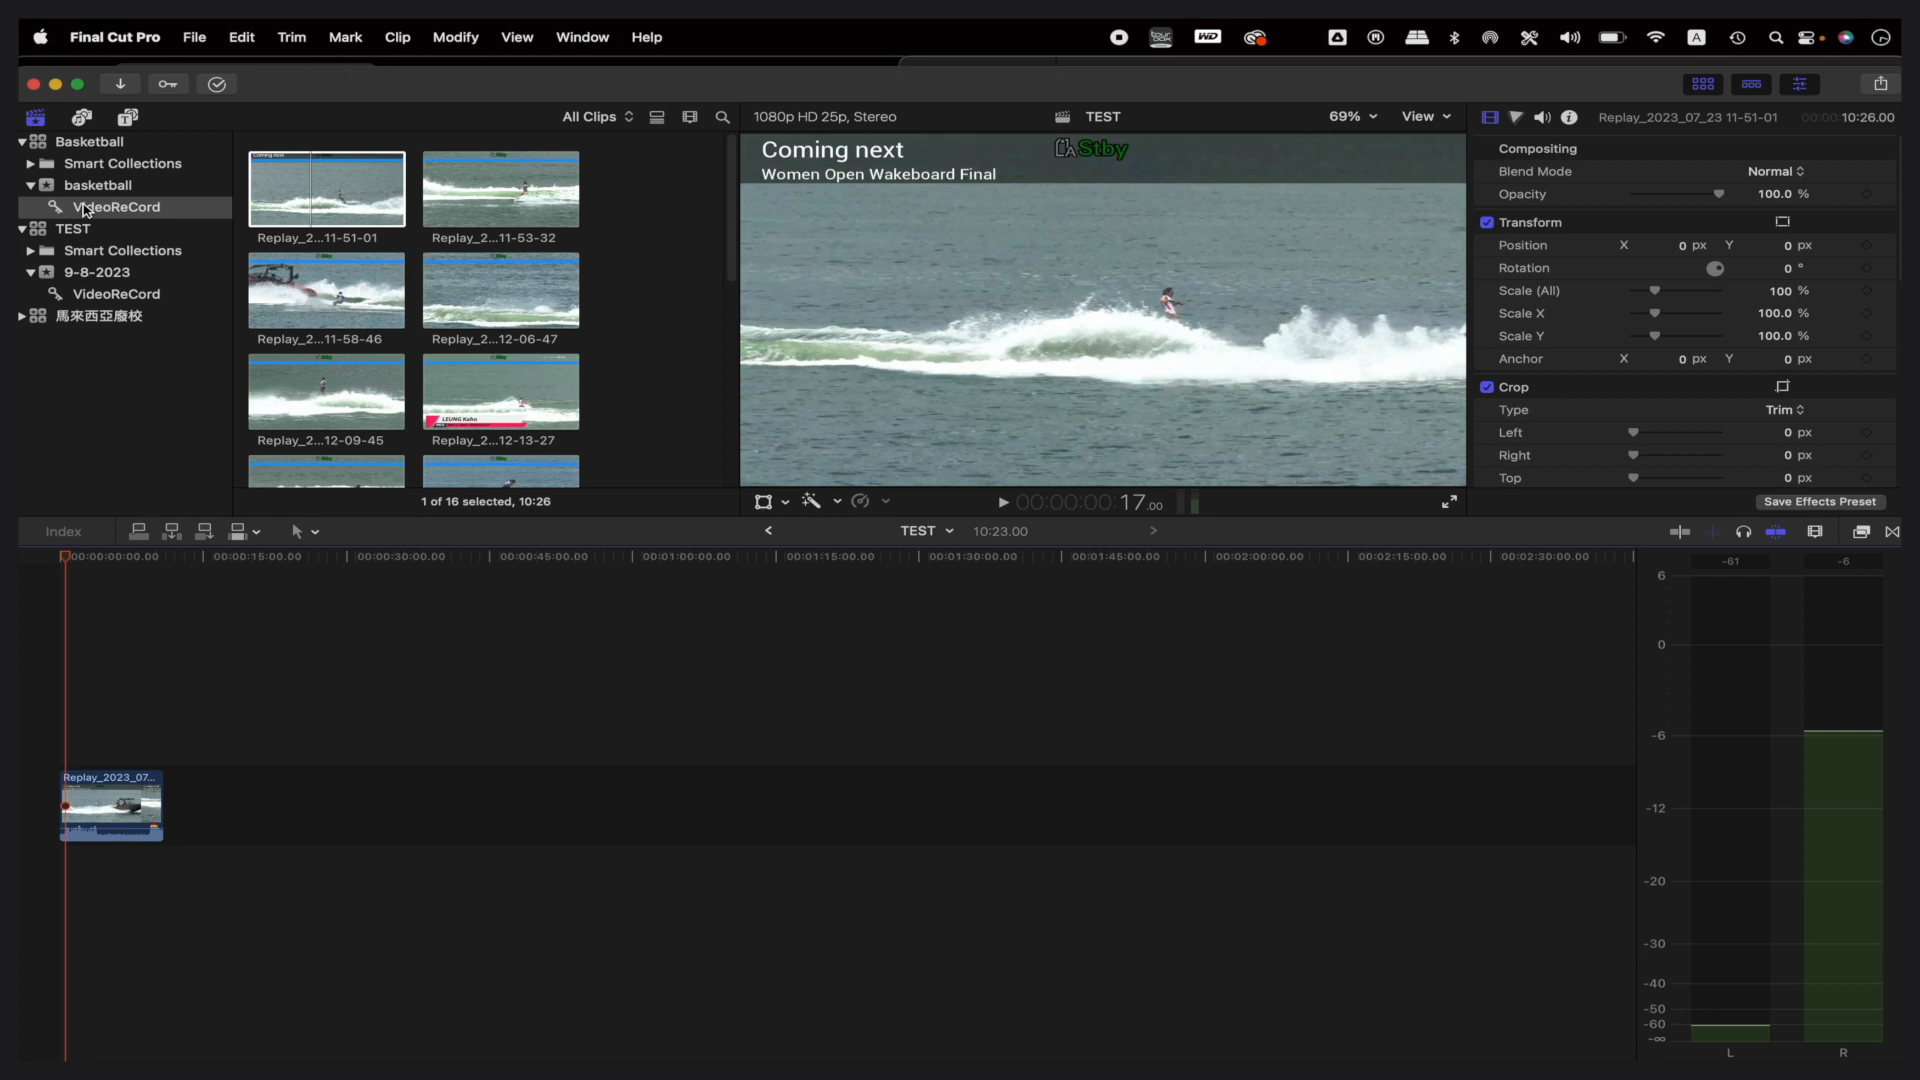 Final Cut Pro File Edit Trim Mark Clip Modify View Window Help
All Clips
1080p HD 25p, Stereo
TEST
69%
View
Replay_2023_07_23 11-51-01
00:00:10:26.00
Basketball
Smart Collections
basketball
VideoReCord
TEST
Smart Collections
9-8-2023
VideoReCord
馬來西亞廢校
Replay_2...11-51-01
Replay_2...11-53-32
Replay_2...11-58-46
Replay_2...12-06-47
LEUNG Kaho
Replay_2...12-09-45
Replay_2...12-13-27
1 of 16 selected, 10:26
Coming next
Stby
Women Open Wakeboard Final
00:00:00:17.00
Compositing
Blend Mode Normal
Opacity 100.0 %
Transform
Position X 0 px Y 0 px
Rotation 0 °
Scale (All) 100 %
Scale X 100.0 %
Scale Y 100.0 %
Anchor X 0 px Y 0 px
Crop
Type Trim
Left 0 px
Right 0 px
Top 0 px
Save Effects Preset
Index
TEST
10:23.00
00:00:00:00.00 00:00:15:00.00 00:00:30:00.00 00:00:45:00.00 00:01:00:00.00 00:01:15:00.00 00:01:30:00.00 00:01:45:00.00 00:02:00:00.00 00:02:15:00.00 00:02:30:00.00
Replay_2023_07...
-61 -6
6
0
-6
-12
-20
-30
-40
-50
-60
-∞
L R